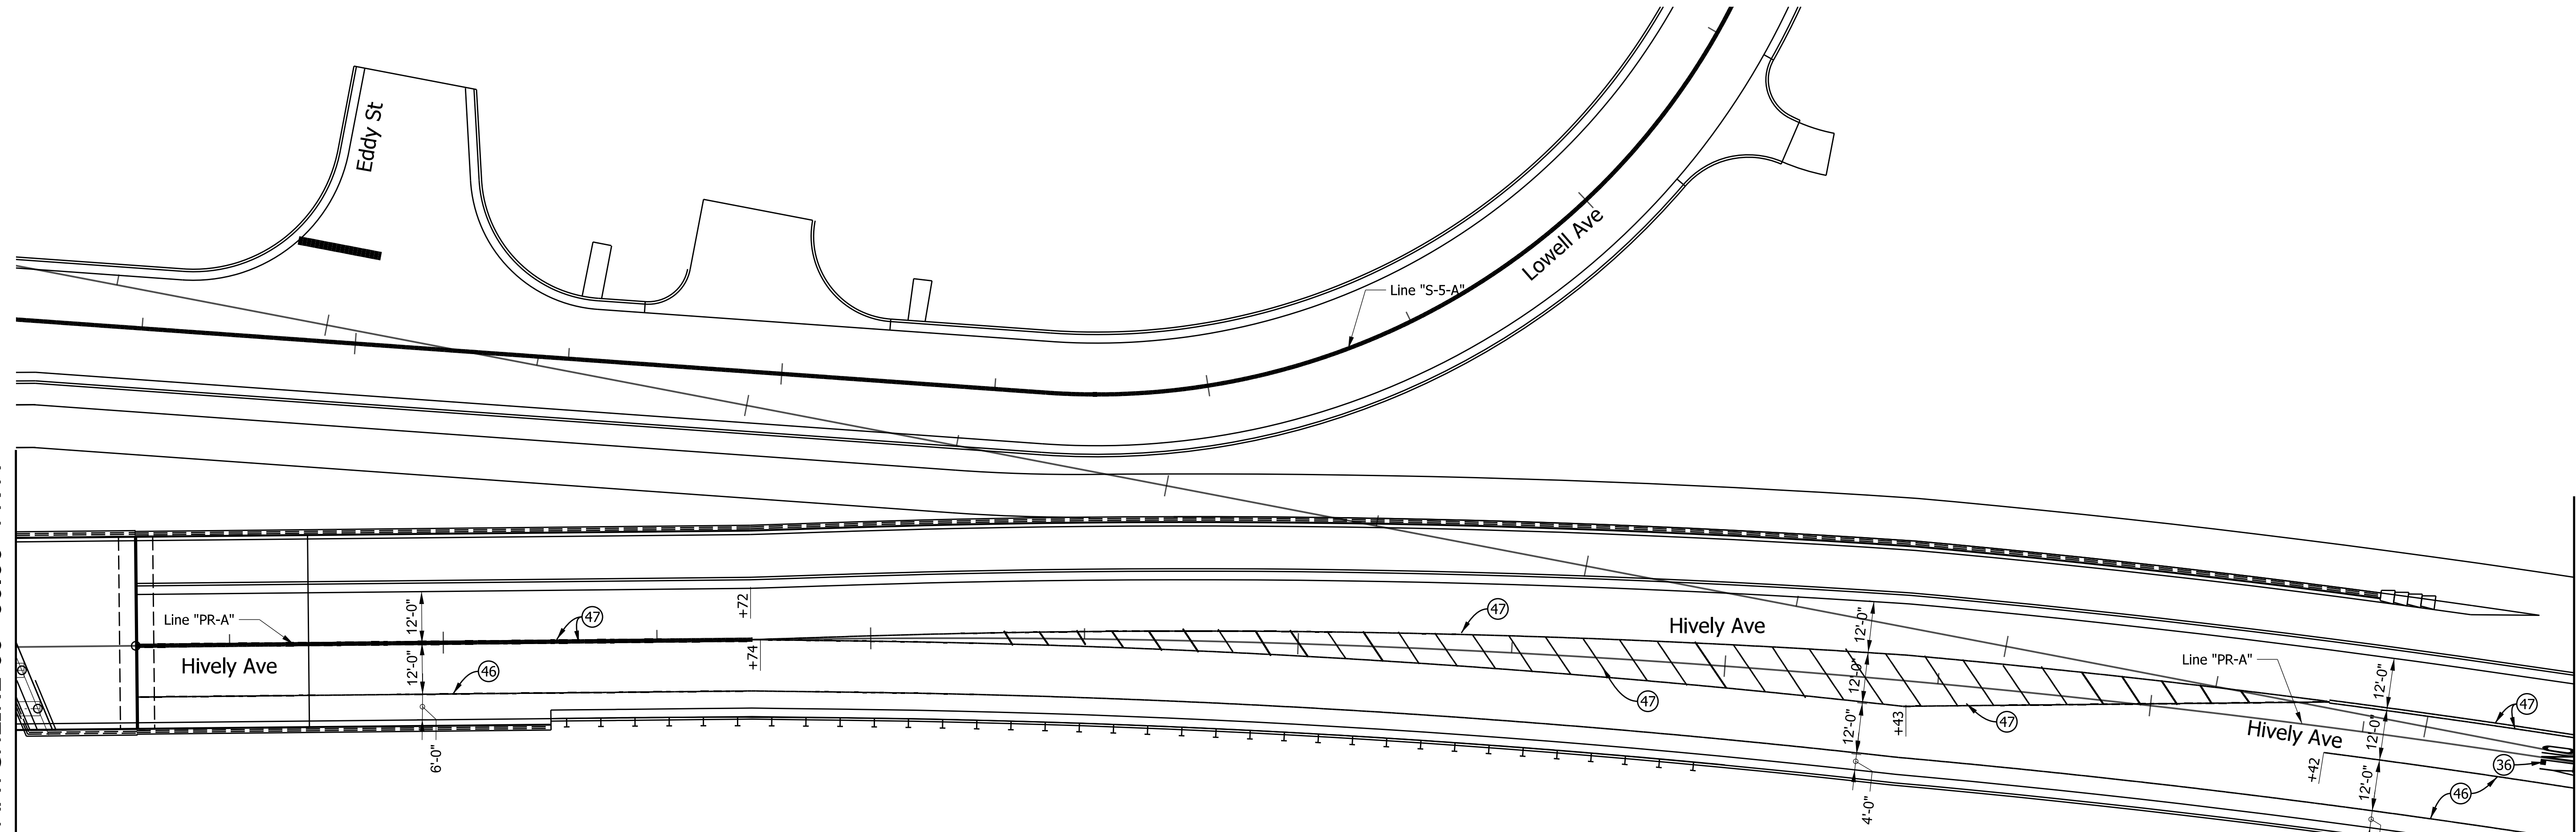 Eddy St
Lowell Ave
Line "S-5-A"
+72
12'-0"
47
47
Line "PR-A"
Hively Ave
12'-0"
Hively Ave
12'-0"
+74
46
12'-0"
Line "PR-A"
12'-0"
47
12'-0"
+43
47
47
12'-0"
Hively Ave
6'-0"
4'-0"
+42
36
46
12'-0"